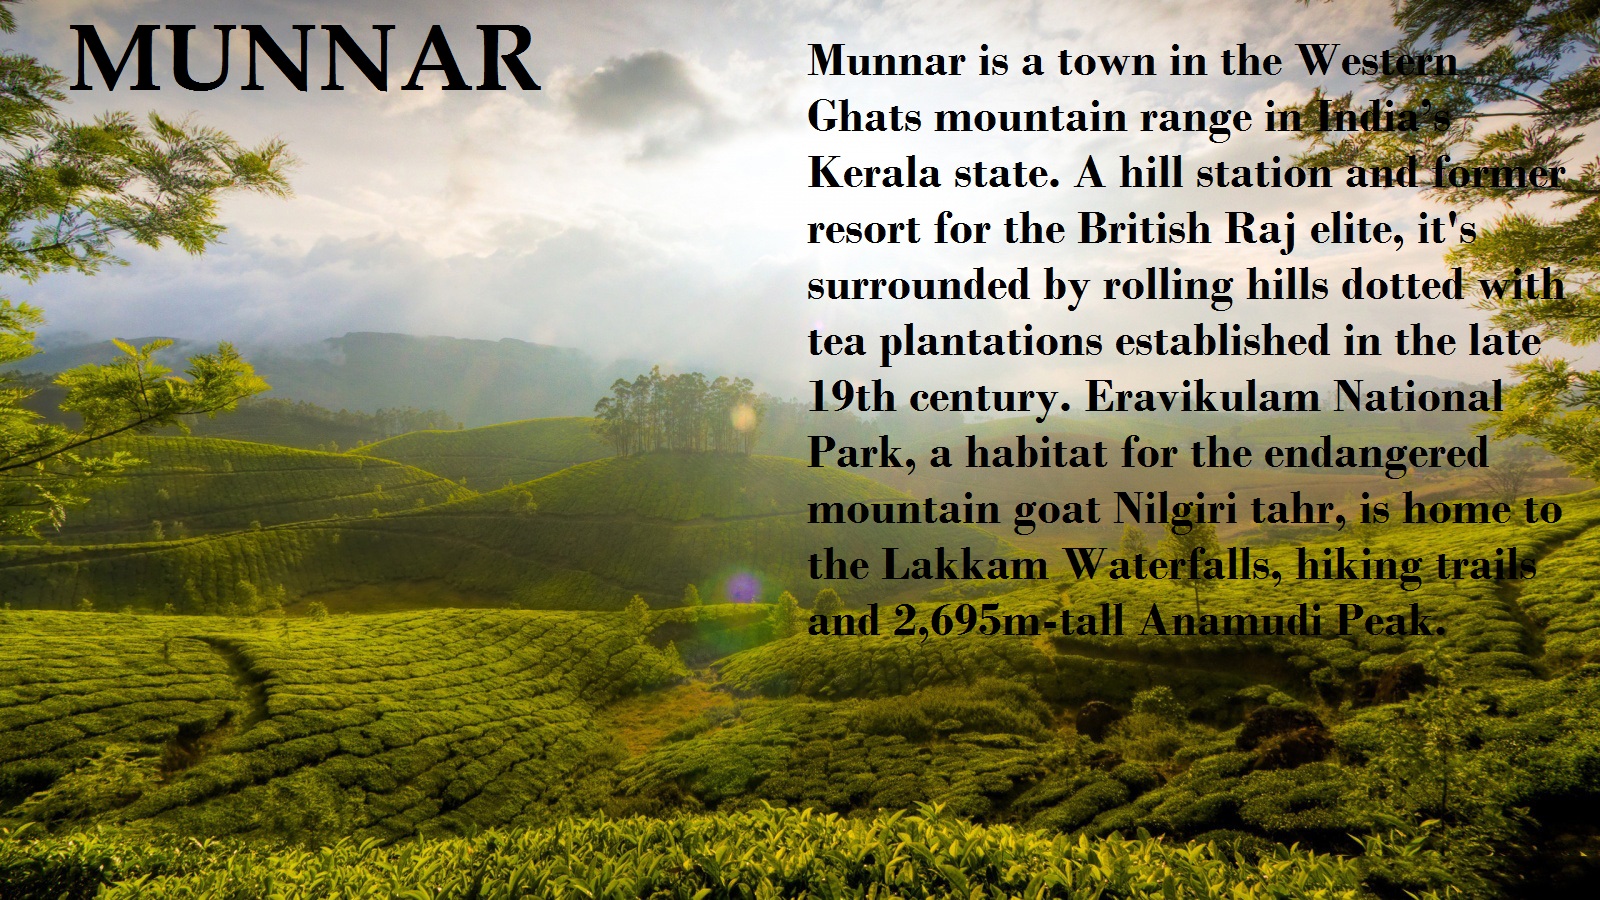 MUNNAR
Munnar is a town in the Western
Ghats mountain range in India’s
Kerala state. A hill station and former
resort for the British Raj elite, it's
surrounded by rolling hills dotted with
tea plantations established in the late
19th century. Eravikulam National
Park, a habitat for the endangered
mountain goat Nilgiri tahr, is home to
the Lakkam Waterfalls, hiking trails
and 2,695m-tall Anamudi Peak.